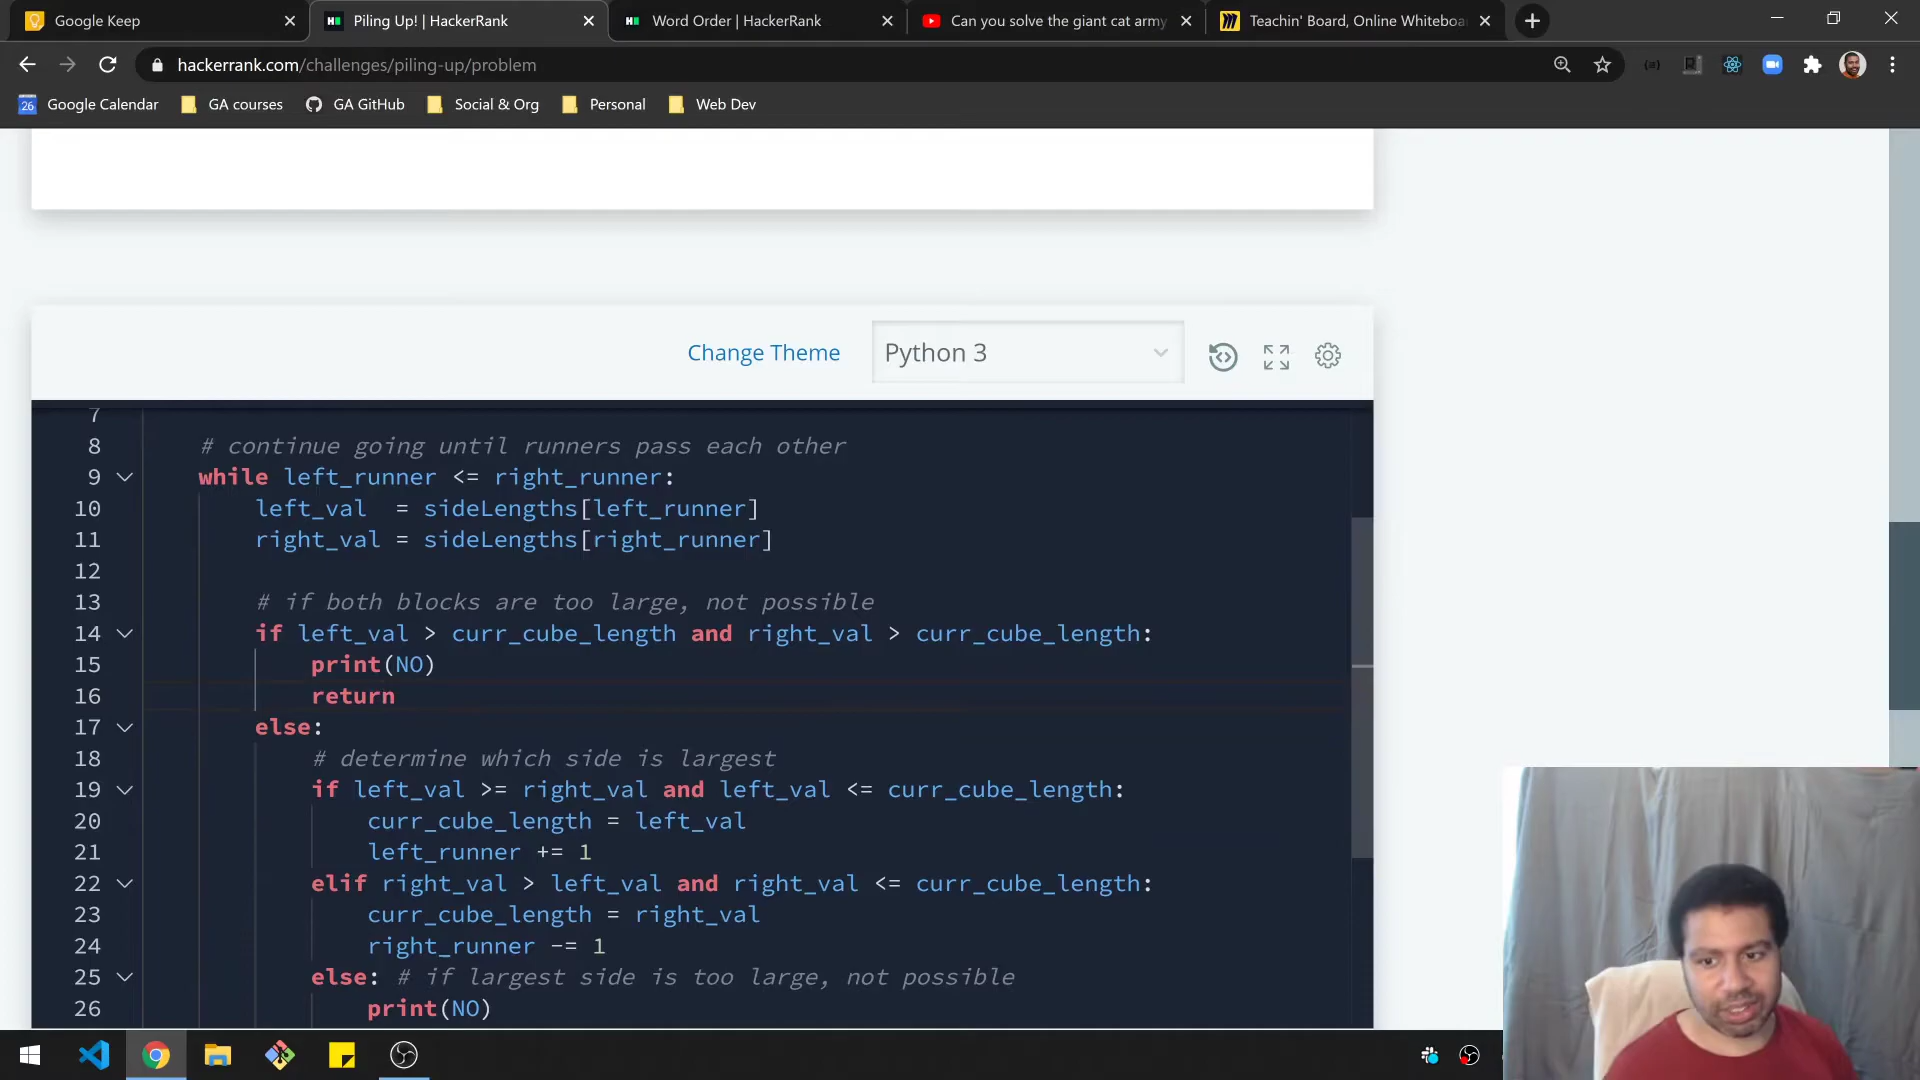 Google Keep
Piling Up! | HackerRank
Word Order | HackerRank
Can you solve the giant cat army
Teachin' Board, Online Whiteboa
hackerrank.com/challenges/piling-up/problem
26 Google Calendar
GA courses
GA GitHub
Social & Org
Personal
Web Dev
Change Theme
Python 3
7
8 # continue going until runners pass each other
9 while left_runner <= right_runner:
10 left_val  = sideLengths[left_runner]
11 right_val = sideLengths[right_runner]
12
13 # if both blocks are too large, not possible
14 if left_val > curr_cube_length and right_val > curr_cube_length:
15 print(NO)
16 return
17 else:
18 # determine which side is largest
19 if left_val >= right_val and left_val <= curr_cube_length:
20 curr_cube_length = left_val
21 left_runner += 1
22 elif right_val > left_val and right_val <= curr_cube_length:
23 curr_cube_length = right_val
24 right_runner -= 1
25 else: # if largest side is too large, not possible
26 print(NO)